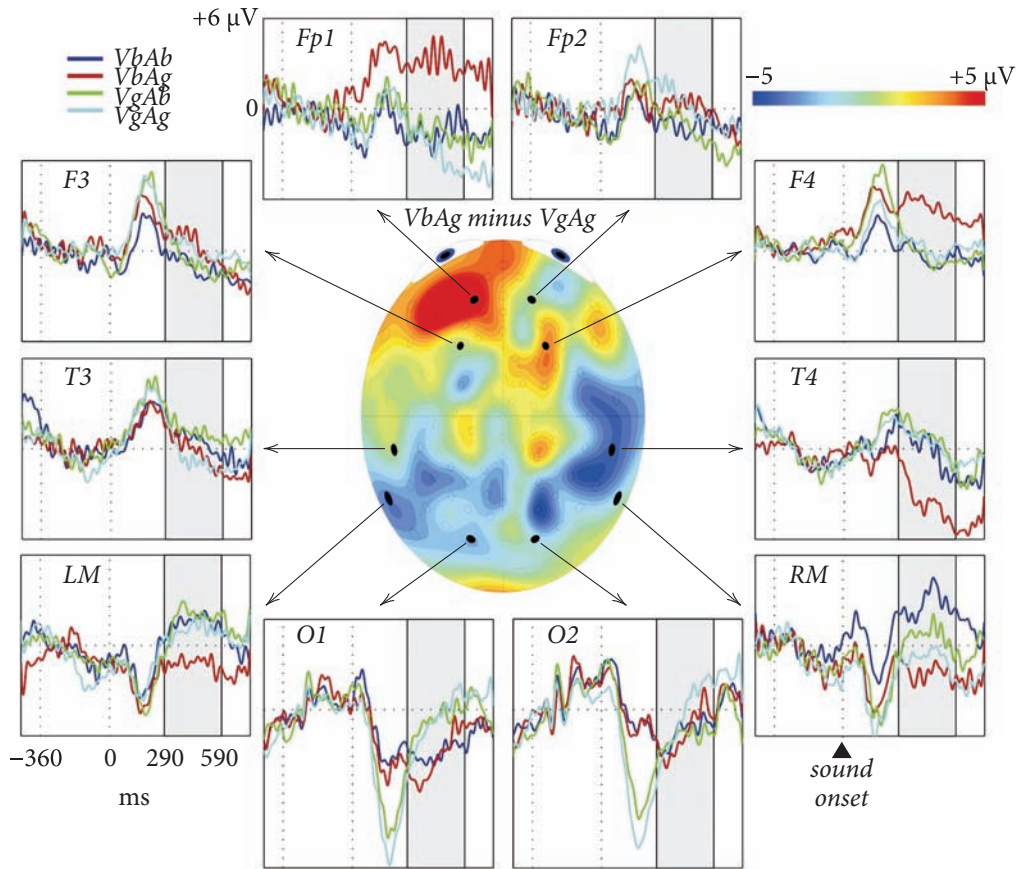 +6 μV
0
VbAb
VbAg
VgAb
VgAg
Fp1
Fp2
−5
+5 μV
F3
VbAg minus VgAg
F4
T3
T4
LM
RM
O1
O2
−360
0
290
590
ms
sound
onset